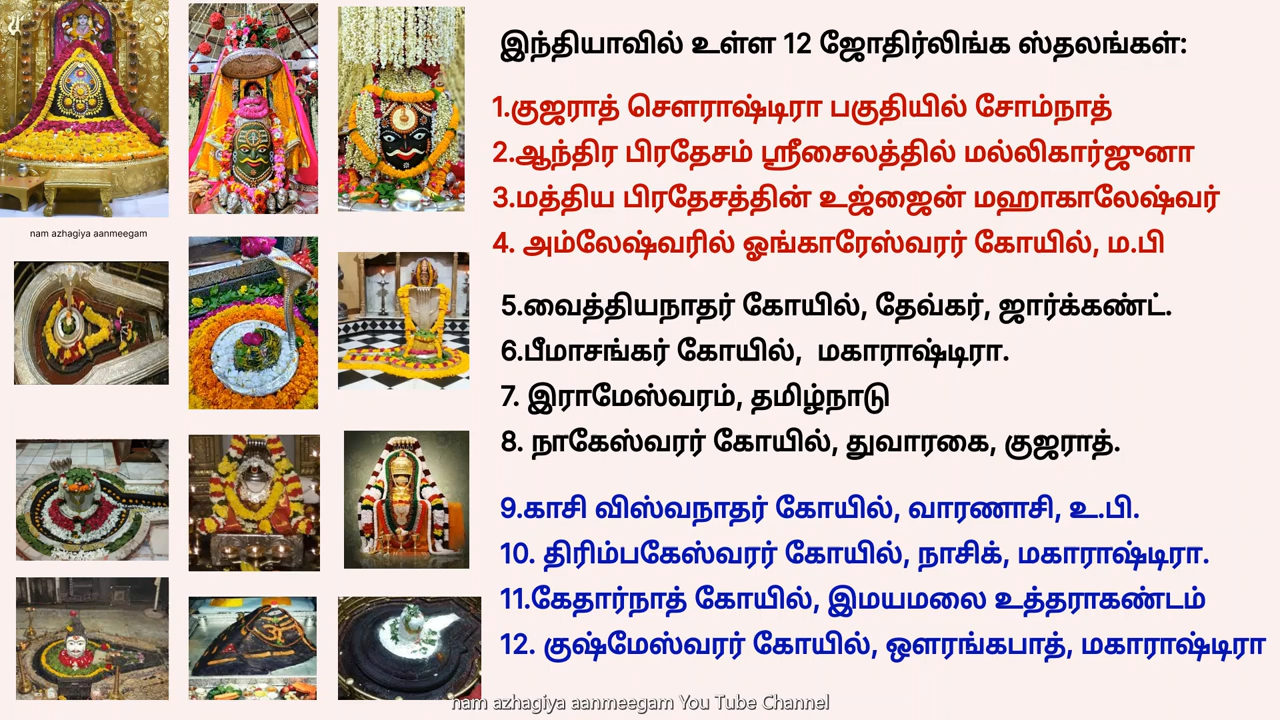 இந்தியாவில் உள்ள 12 ஜோதிர்லிங்க ஸ்தலங்கள்:
1.குஜராத் சௌராஷ்டிரா பகுதியில் சோம்நாத்
2.ஆந்திர பிரதேசம் ஸ்ரீசைலத்தில் மல்லிகார்ஜுனா
3.மத்திய பிரதேசத்தின் உஜ்ஜைன் மஹாகாலேஷ்வர்
4. அம்லேஷ்வரில் ஓங்காரேஸ்வரர் கோயில், ம.பி
5.வைத்தியநாதர் கோயில், தேவ்கர், ஜார்க்கண்ட்.
6.பீமாசங்கர் கோயில், மகாராஷ்டிரா.
7. இராமேஸ்வரம், தமிழ்நாடு
8. நாகேஸ்வரர் கோயில், துவாரகை, குஜராத்.
9.காசி விஸ்வநாதர் கோயில், வாரணாசி, உ.பி.
10. திரிம்பகேஸ்வரர் கோயில், நாசிக், மகாராஷ்டிரா.
11.கேதார்நாத் கோயில், இமயமலை உத்தராகண்டம்
12. குஷ்மேஸ்வரர் கோயில், ஔரங்கபாத், மகாராஷ்டிரா
nam azhagiya aanmeegam
nam azhagiya aanmeegam You Tube Channel